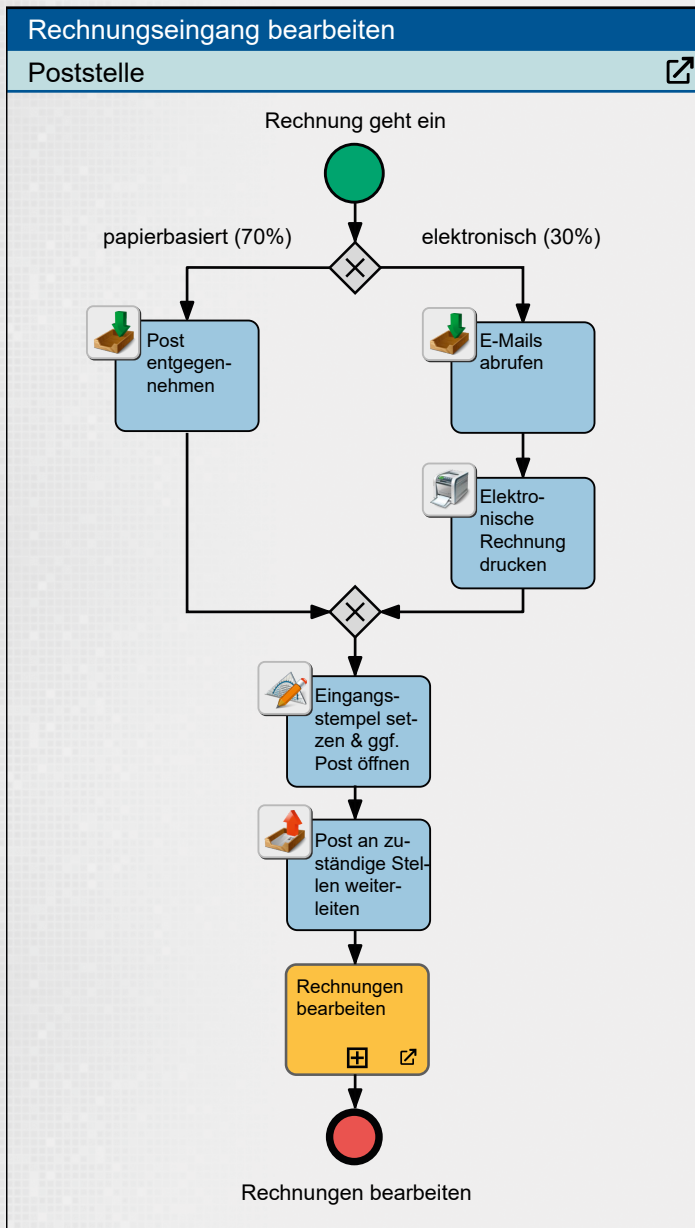 Rechnungseingang bearbeiten
Poststelle
Rechnung geht ein
papierbasiert (70%)
elektronisch (30%)
Post
entgegen-
nehmen
E-Mails
abrufen
Elektro-
nische
Rechnung
drucken
Eingangs-
stempel set-
zen & ggf.
Post öffnen
Post an zu-
ständige Stel-
len weiter-
leiten
Rechnungen
bearbeiten
Rechnungen bearbeiten